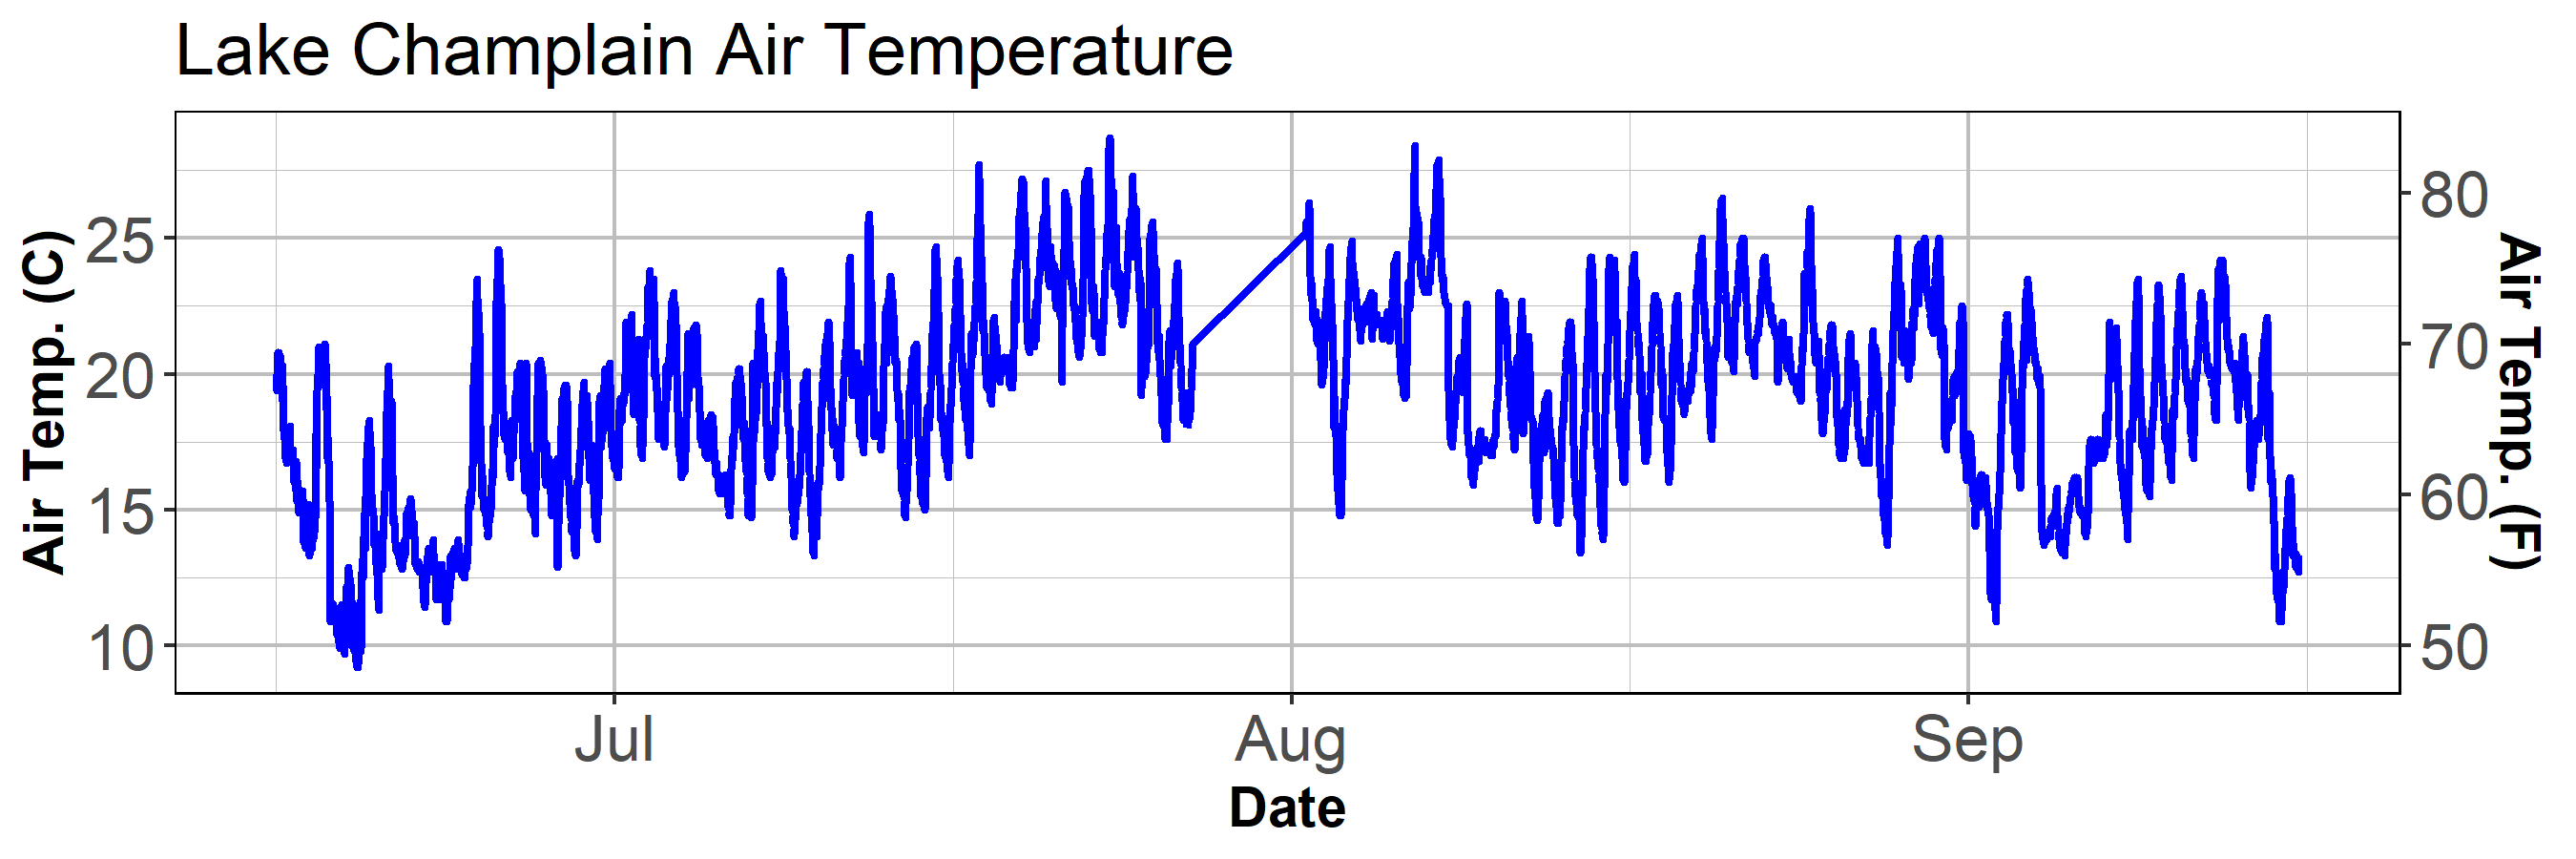 Lake Champlain Air Temperature
Air Temp. (C)
25
20
15
10
80
70
60
50
Air Temp. (F)
Jul
Aug
Sep
Date